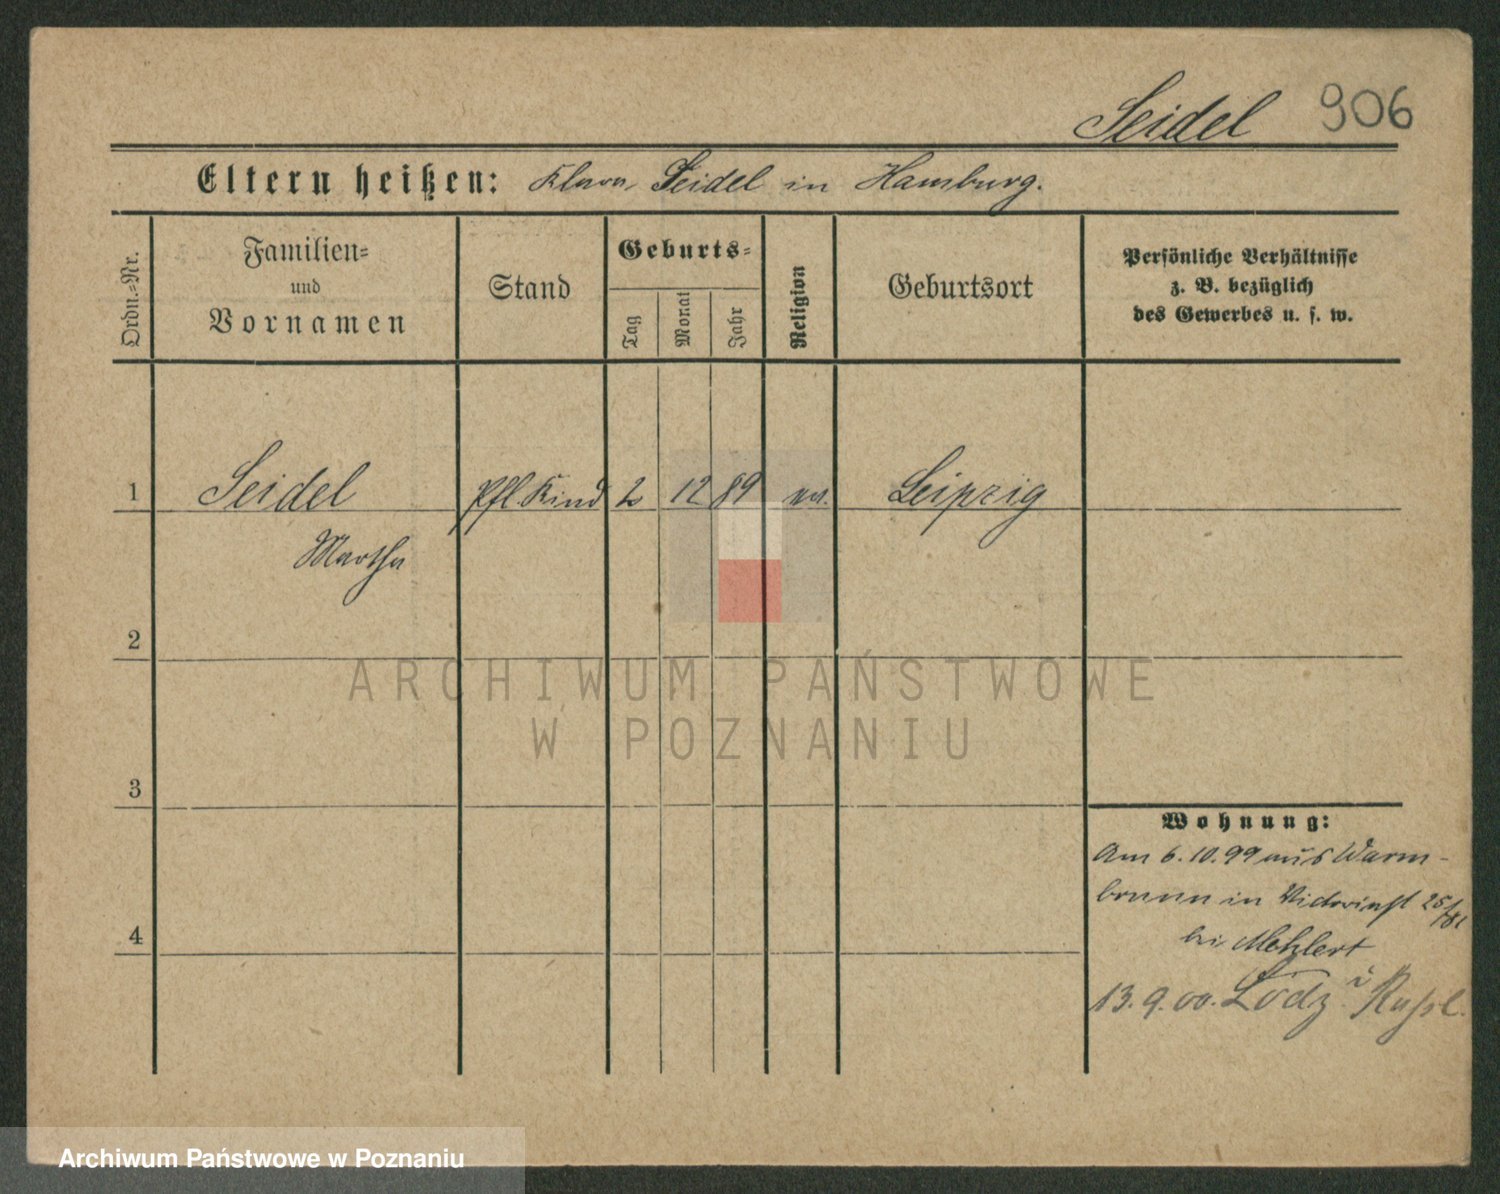 Seidel 906
Eltern heißen: Klara Seidel in Hamburg.
Ordn.-Nr.
Familien-
und
Vornamen
Stand
Geburts-
Tag
Monat
Jahr
Religion
Geburtsort
Persönliche Verhältnisse
z. B. bezüglich
des Gewerbes u. s. w.
1 Seidel Pfl. Kind 2 12 89 ev. Leipzig
Martha
2
3
4
Wohnung:
Am 6.10.99 aus Warm-
brunn in 25
bei Mehlert
13.9.00. Lodz i Rußl.
ARCHIWUM PAŃSTWOWE
W POZNANIU
Archiwum Państwowe w Poznaniu